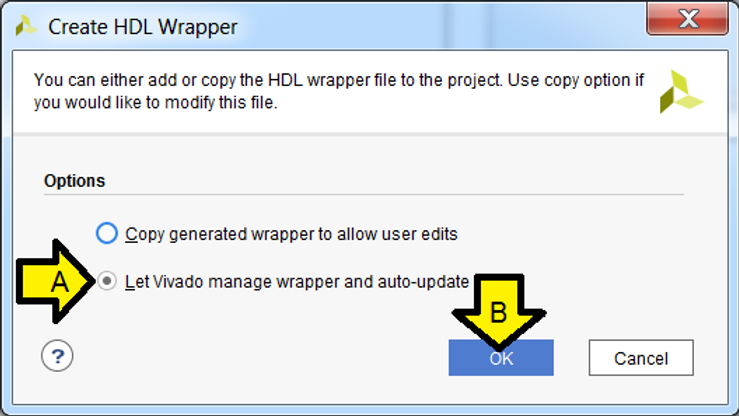 Create HDL Wrapper
You can either add or copy the HDL wrapper file to the project. Use copy option if
you would like to modify this file.
Options
Copy generated wrapper to allow user edits
A
Let Vivado manage wrapper and auto-update
B
?
OK
Cancel